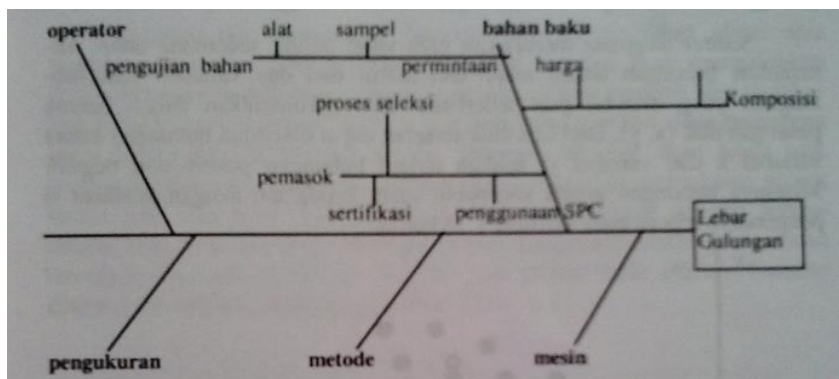 operator
alat
sampel
bahan baku
pengujian bahan
permintaan
harga
proses seleksi
Komposisi
pemasok
sertifikasi
penggunaan SPC
Lebar
Gulungan
pengukuran
metode
mesin